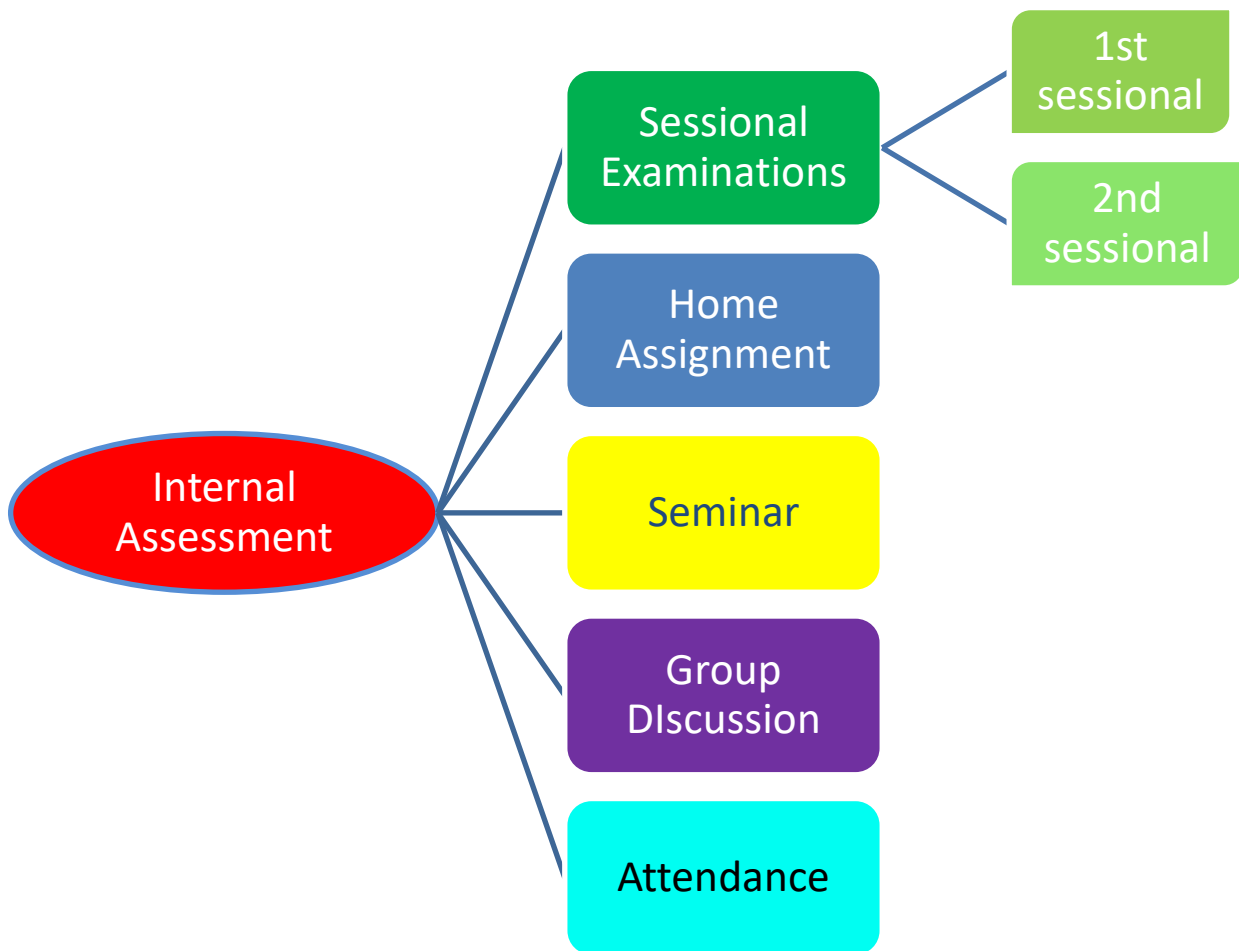 1st
sessional
Sessional
Examinations
2nd
sessional
Home
Assignment
Internal
Assessment
Seminar
Group
DIscussion
Attendance